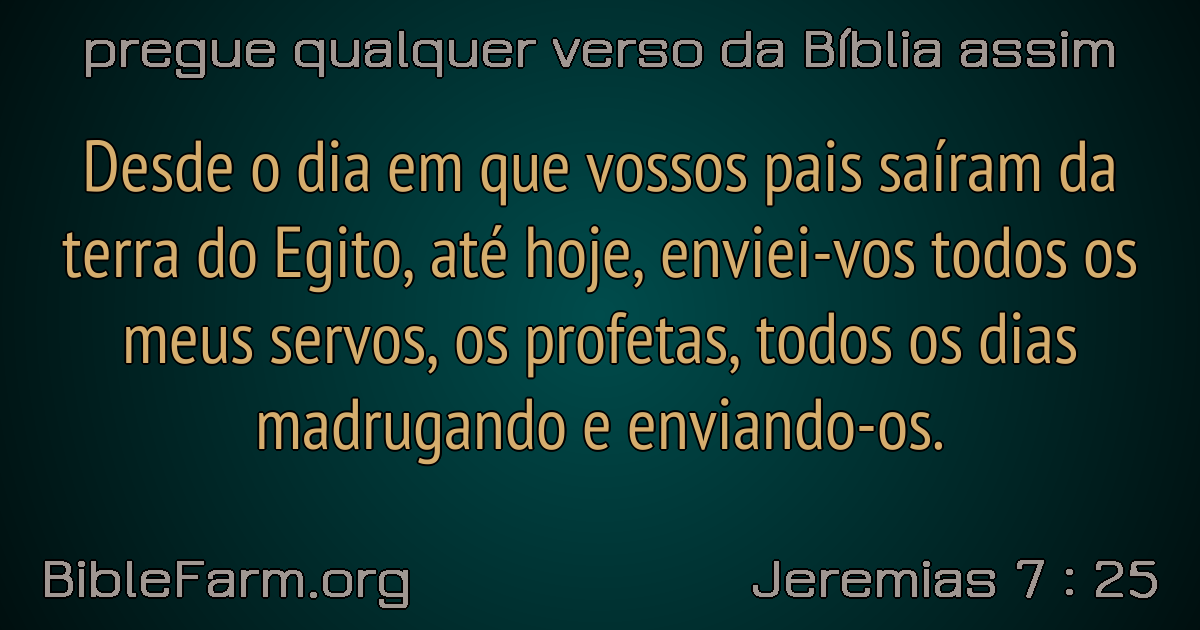 pregue qualquer verso da Bíblia assim
Desde o dia em que vossos pais saíram da
terra do Egito, até hoje, enviei-vos todos os
meus servos, os profetas, todos os dias
madrugando e enviando-os.
BibleFarm.org
Jeremias 7 : 25